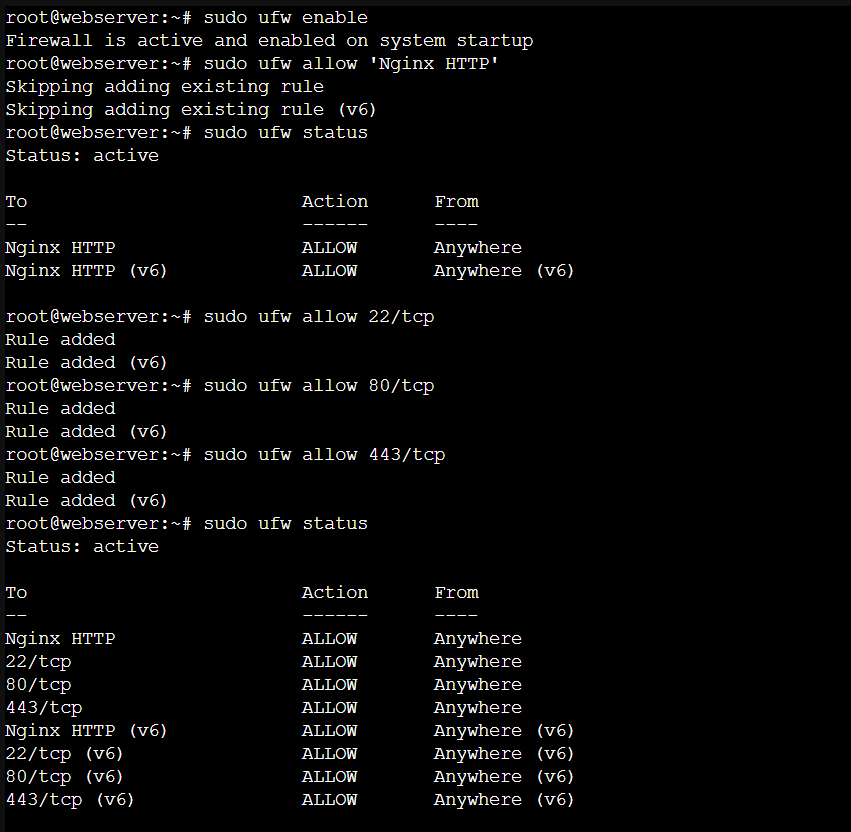 root@webserver:~# sudo ufw enable
Firewall is active and enabled on system startup
root@webserver:~# sudo ufw allow 'Nginx HTTP'
Skipping adding existing rule
Skipping adding existing rule (v6)
root@webserver:~# sudo ufw status
Status: active

To                         Action      From
--                         ------      ----
Nginx HTTP                 ALLOW       Anywhere
Nginx HTTP (v6)            ALLOW       Anywhere (v6)

root@webserver:~# sudo ufw allow 22/tcp
Rule added
Rule added (v6)
root@webserver:~# sudo ufw allow 80/tcp
Rule added
Rule added (v6)
root@webserver:~# sudo ufw allow 443/tcp
Rule added
Rule added (v6)
root@webserver:~# sudo ufw status
Status: active

To                         Action      From
--                         ------      ----
Nginx HTTP                 ALLOW       Anywhere
22/tcp                     ALLOW       Anywhere
80/tcp                     ALLOW       Anywhere
443/tcp                    ALLOW       Anywhere
Nginx HTTP (v6)            ALLOW       Anywhere (v6)
22/tcp (v6)                ALLOW       Anywhere (v6)
80/tcp (v6)                ALLOW       Anywhere (v6)
443/tcp (v6)               ALLOW       Anywhere (v6)